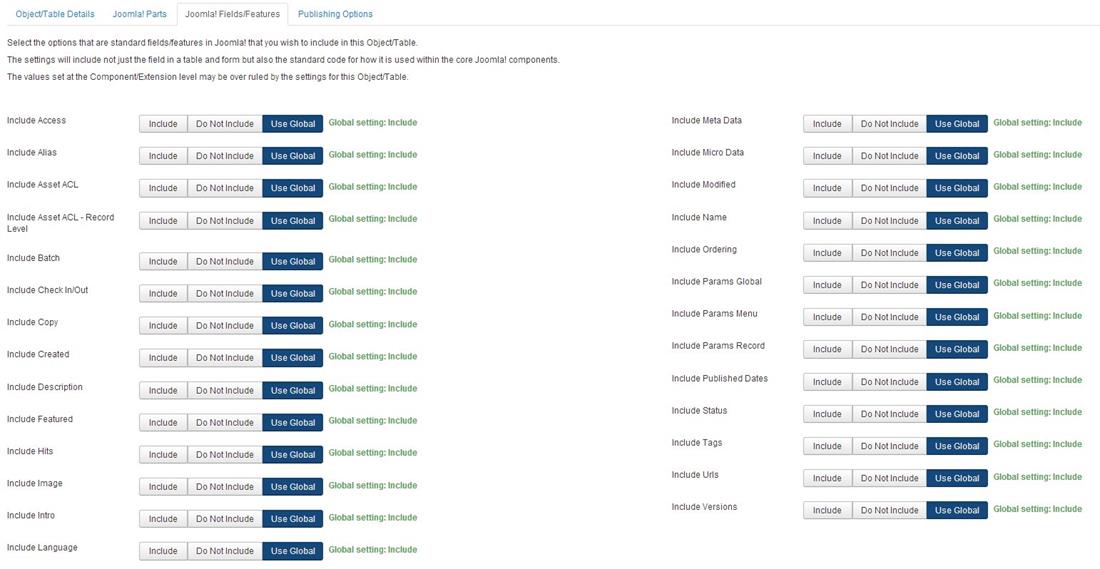 Object/Table Details Joomla! Parts Joomla! Fields/Features Publishing Options
Select the options that are standard fields/features in Joomla! that you wish to include in this Object/Table.
The settings will include not just the field in a table and form but also the standard code for how it is used within the core Joomla! components.
The values set at the Component/Extension level may be over ruled by the settings for this Object/Table.
Include Access Include Do Not Include Use Global Global setting: Include
Include Alias Include Do Not Include Use Global Global setting: Include
Include Asset ACL Include Do Not Include Use Global Global setting: Include
Include Asset ACL - Record Include Do Not Include Use Global Global setting: Include
Level
Include Batch Include Do Not Include Use Global Global setting: Include
Include Check In/Out Include Do Not Include Use Global Global setting: Include
Include Copy Include Do Not Include Use Global Global setting: Include
Include Created Include Do Not Include Use Global Global setting: Include
Include Description Include Do Not Include Use Global Global setting: Include
Include Featured Include Do Not Include Use Global Global setting: Include
Include Hits Include Do Not Include Use Global Global setting: Include
Include Image Include Do Not Include Use Global Global setting: Include
Include Intro Include Do Not Include Use Global Global setting: Include
Include Language Include Do Not Include Use Global Global setting: Include
Include Meta Data Include Do Not Include Use Global Global setting: Include
Include Micro Data Include Do Not Include Use Global Global setting: Include
Include Modified Include Do Not Include Use Global Global setting: Include
Include Name Include Do Not Include Use Global Global setting: Include
Include Ordering Include Do Not Include Use Global Global setting: Include
Include Params Global Include Do Not Include Use Global Global setting: Include
Include Params Menu Include Do Not Include Use Global Global setting: Include
Include Params Record Include Do Not Include Use Global Global setting: Include
Include Published Dates Include Do Not Include Use Global Global setting: Include
Include Status Include Do Not Include Use Global Global setting: Include
Include Tags Include Do Not Include Use Global Global setting: Include
Include Urls Include Do Not Include Use Global Global setting: Include
Include Versions Include Do Not Include Use Global Global setting: Include